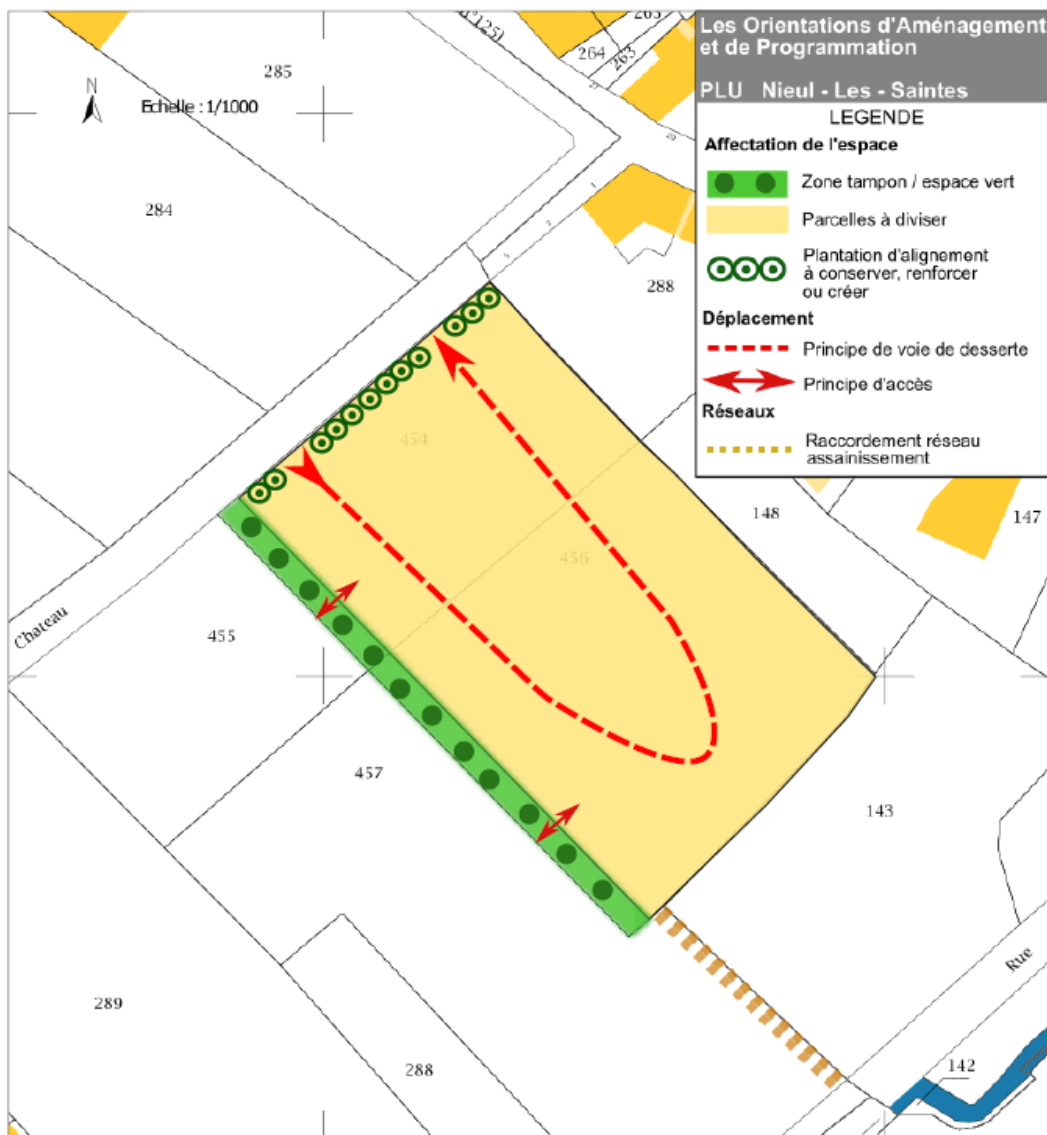 Les Orientations d'Aménagement
et de Programmation
PLU Nieul - Les - Saintes
LEGENDE
Affectation de l'espace
Zone tampon / espace vert
Parcelles à diviser
Plantation d'alignement
à conserver, renforcer
ou créer
Déplacement
Principe de voie de desserte
Principe d'accès
Réseaux
Raccordement réseau
assainissement
N
Echelle : 1/1000
n°125)
265
264
263
285
284
288
454
456
148
147
Chateau
455
457
143
289
288
Rue
142